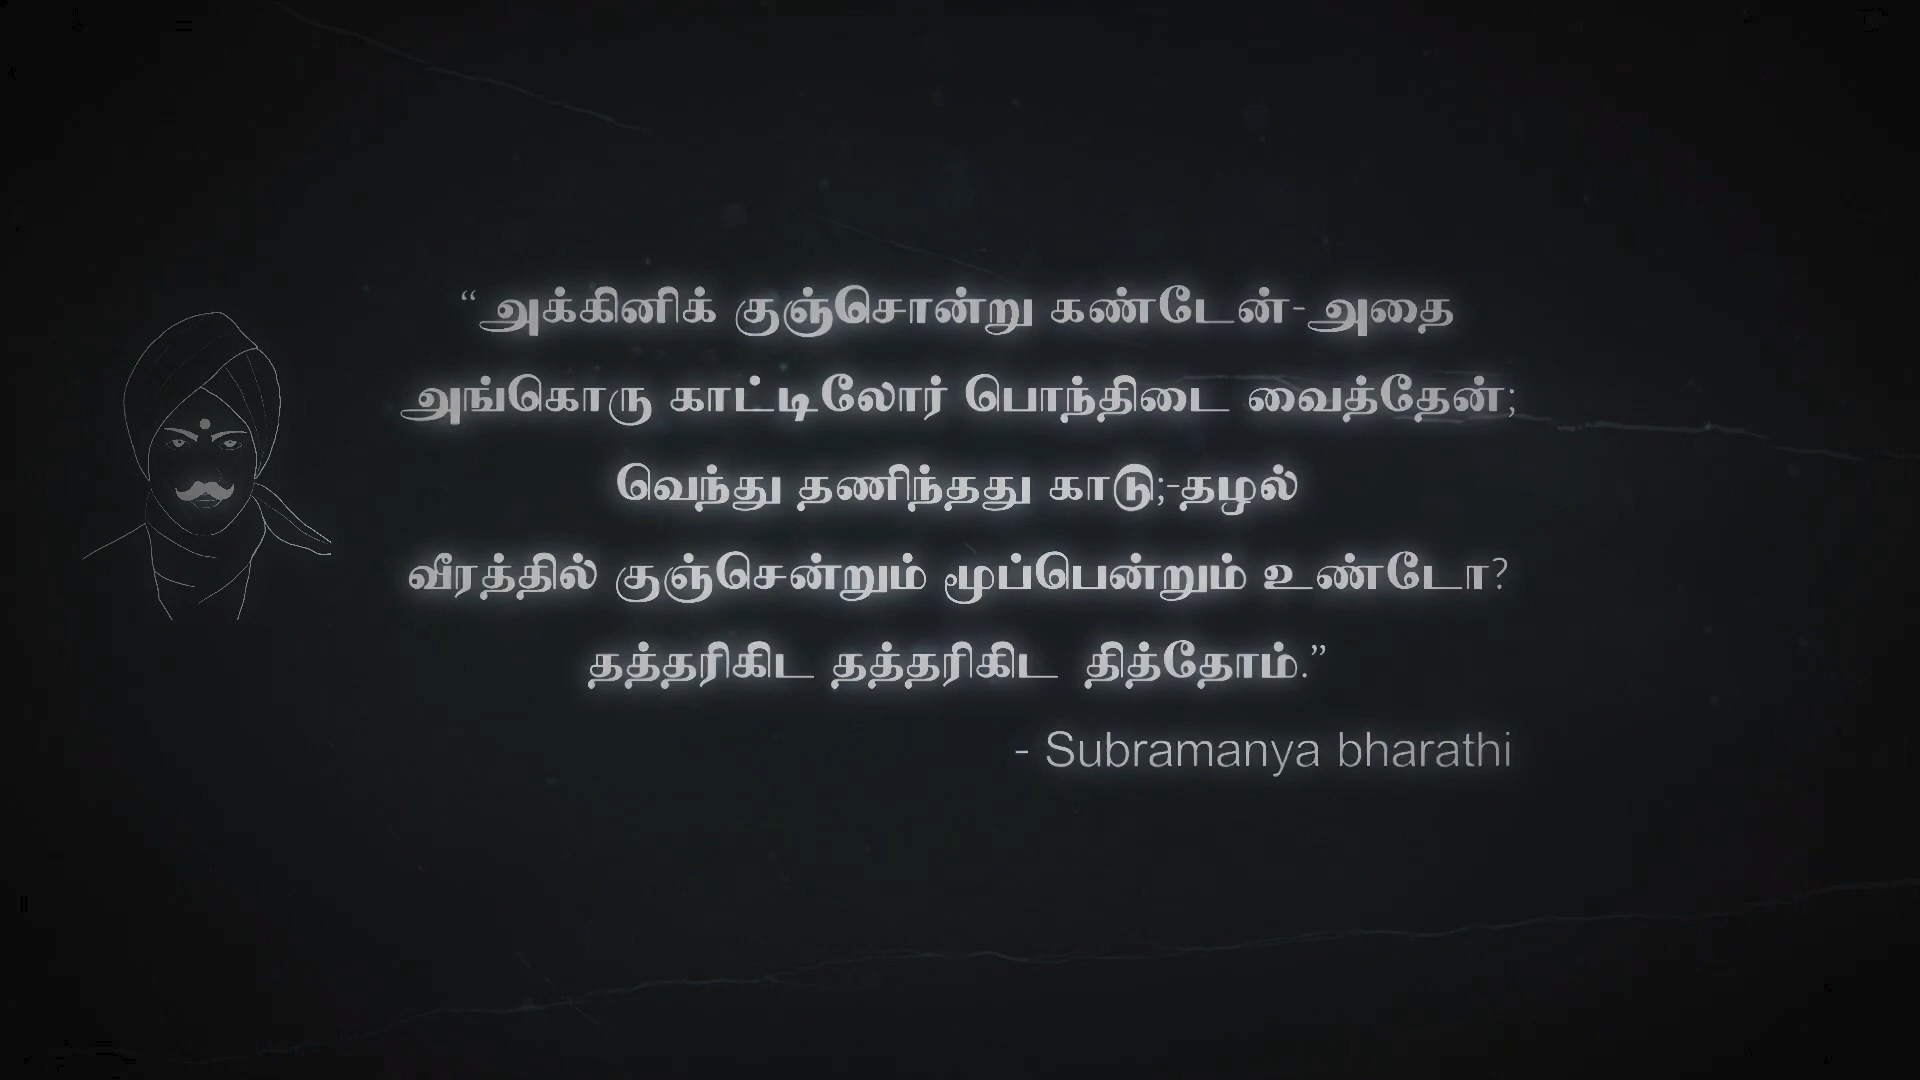 “அக்கினிக் குஞ்சொன்று கண்டேன்-அதை
அங்கொரு காட்டிலோர் பொந்திடை வைத்தேன்;
வெந்து தணிந்தது காடு;-தழல்
வீரத்தில் குஞ்சென்றும் மூப்பென்றும் உண்டோ?
தத்தரிகிட தத்தரிகிட தித்தோம்.”
- Subramanya bharathi